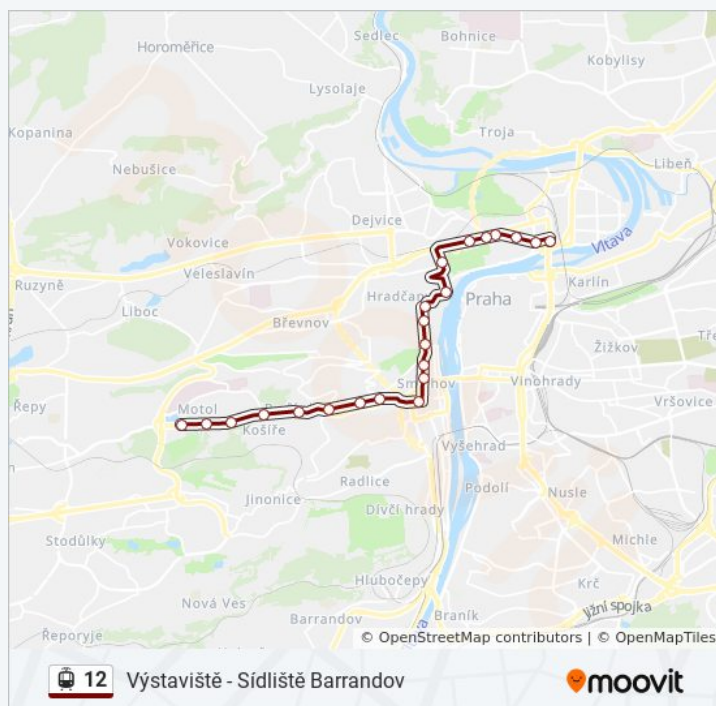 Sedlec
Bohnice
Horoměřice
Kobylisy
Lysolaje
Kopanina
Troja
Libeň
Nebušice
Dejvice
Vokovice
Vltava
Veleslavín
Ruzyně
Karlín
Hradčan
Praha
Liboc
Břevnov
Žižkov
Smíchov
Vinohrady
Motol
Řepy
Vršovice
Košíře
Vyšehrad
Radlice
Podolí
Jinonice
Nusle
Dívčí hrady
Stodůlky
Michle
Hlubočepy
Krč
Nová Ves
Jižní spojka
Barrandov
Braník
Řeporyje
© OpenStreetMap contributors | © OpenMapTiles
12 Výstaviště - Sídliště Barrandov
moovit